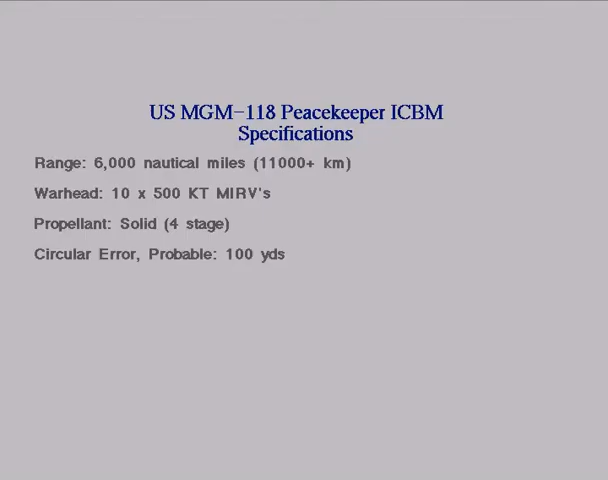 US MGM-118 Peacekeeper ICBM
Specifications
Range: 6,000 nautical miles (11000+ km)
Warhead: 10 x 500 KT MIRV's
Propellant: Solid (4 stage)
Circular Error, Probable: 100 yds